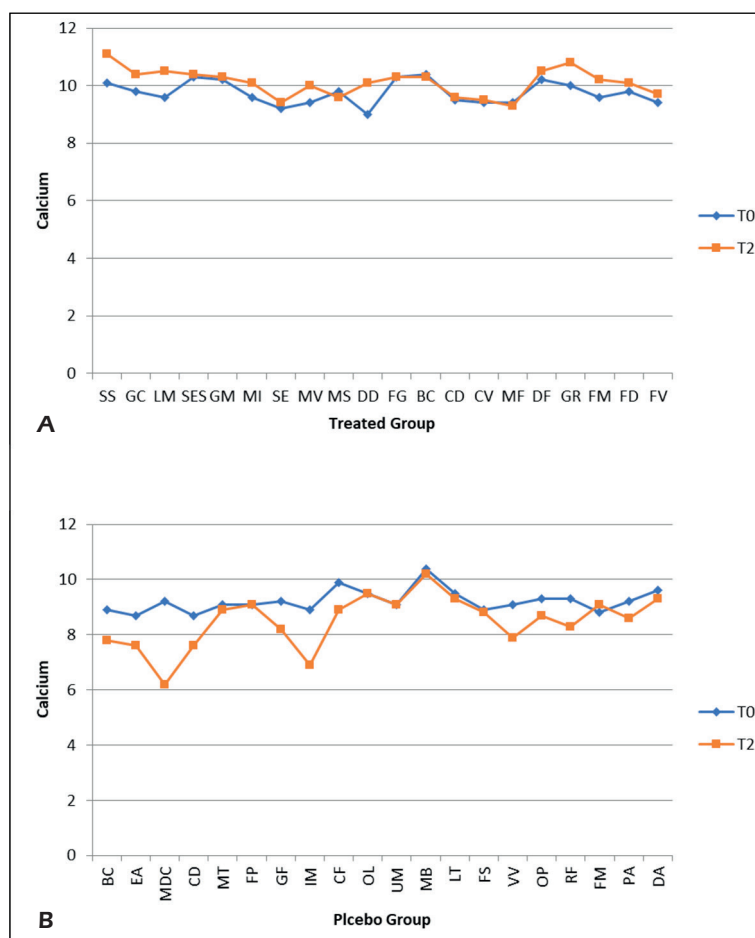 12
10
8
6
4
2
0
Calcium
SS GC LM SES GM MI SE MV MS DD FG BC CD CV MF DF GR FM FD FV
Treated Group
T0
T2
A
12
10
8
6
4
2
0
Calcium
BC EA MDC CD MT FP GF IM CF OL UM MB LT FS VV OP RF FM PA DA
Plcebo Group
T0
T2
B